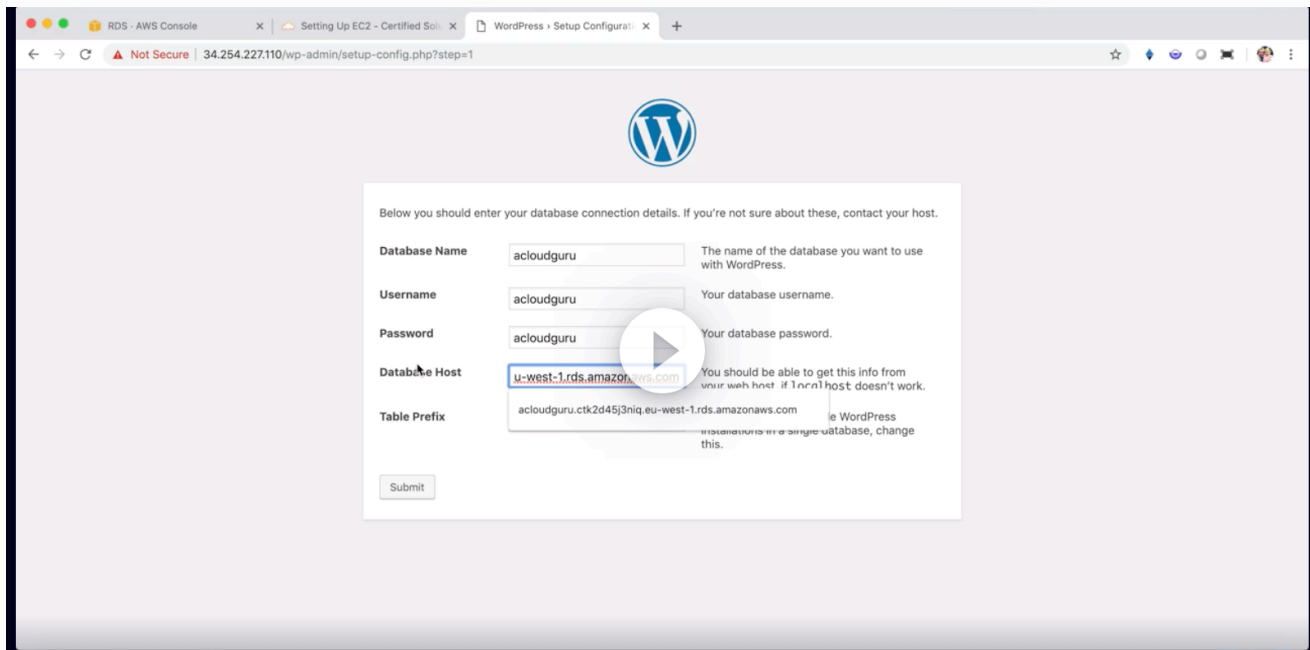 RDS - AWS Console
Setting Up EC2 - Certified Solu
WordPress › Setup Configurati
Not Secure 34.254.227.110/wp-admin/setup-config.php?step=1
Below you should enter your database connection details. If you're not sure about these, contact your host.
Database Name
acloudguru
The name of the database you want to use
with WordPress.
Username
acloudguru
Your database username.
Password
acloudguru
Your database password.
Database Host
u-west-1.rds.amazonaws.com
You should be able to get this info from
your web host, if localhost doesn't work.
acloudguru.ctk2d45j3niq.eu-west-1.rds.amazonaws.com
Table Prefix
e WordPress
installations in a single database, change
this.
Submit